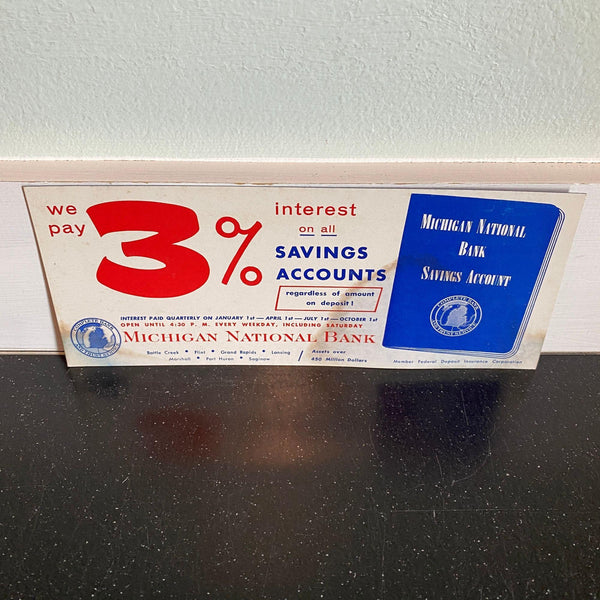 we
pay
3%
interest
on all
SAVINGS
ACCOUNTS
regardless of amount
on deposit!
INTEREST PAID QUARTERLY ON JANUARY 1st — APRIL 1st — JULY 1st — OCTOBER 1st
OPEN UNTIL 4:30 P. M. EVERY WEEKDAY, INCLUDING SATURDAY
MICHIGAN NATIONAL BANK
Battle Creek • Flint • Grand Rapids • Lansing
Marshall • Port Huron • Saginaw
Assets over
450 Million Dollars
MICHIGAN NATIONAL
BANK
SAVINGS ACCOUNT
COMPLETE BANK
Member Federal Deposit Insurance Corporation